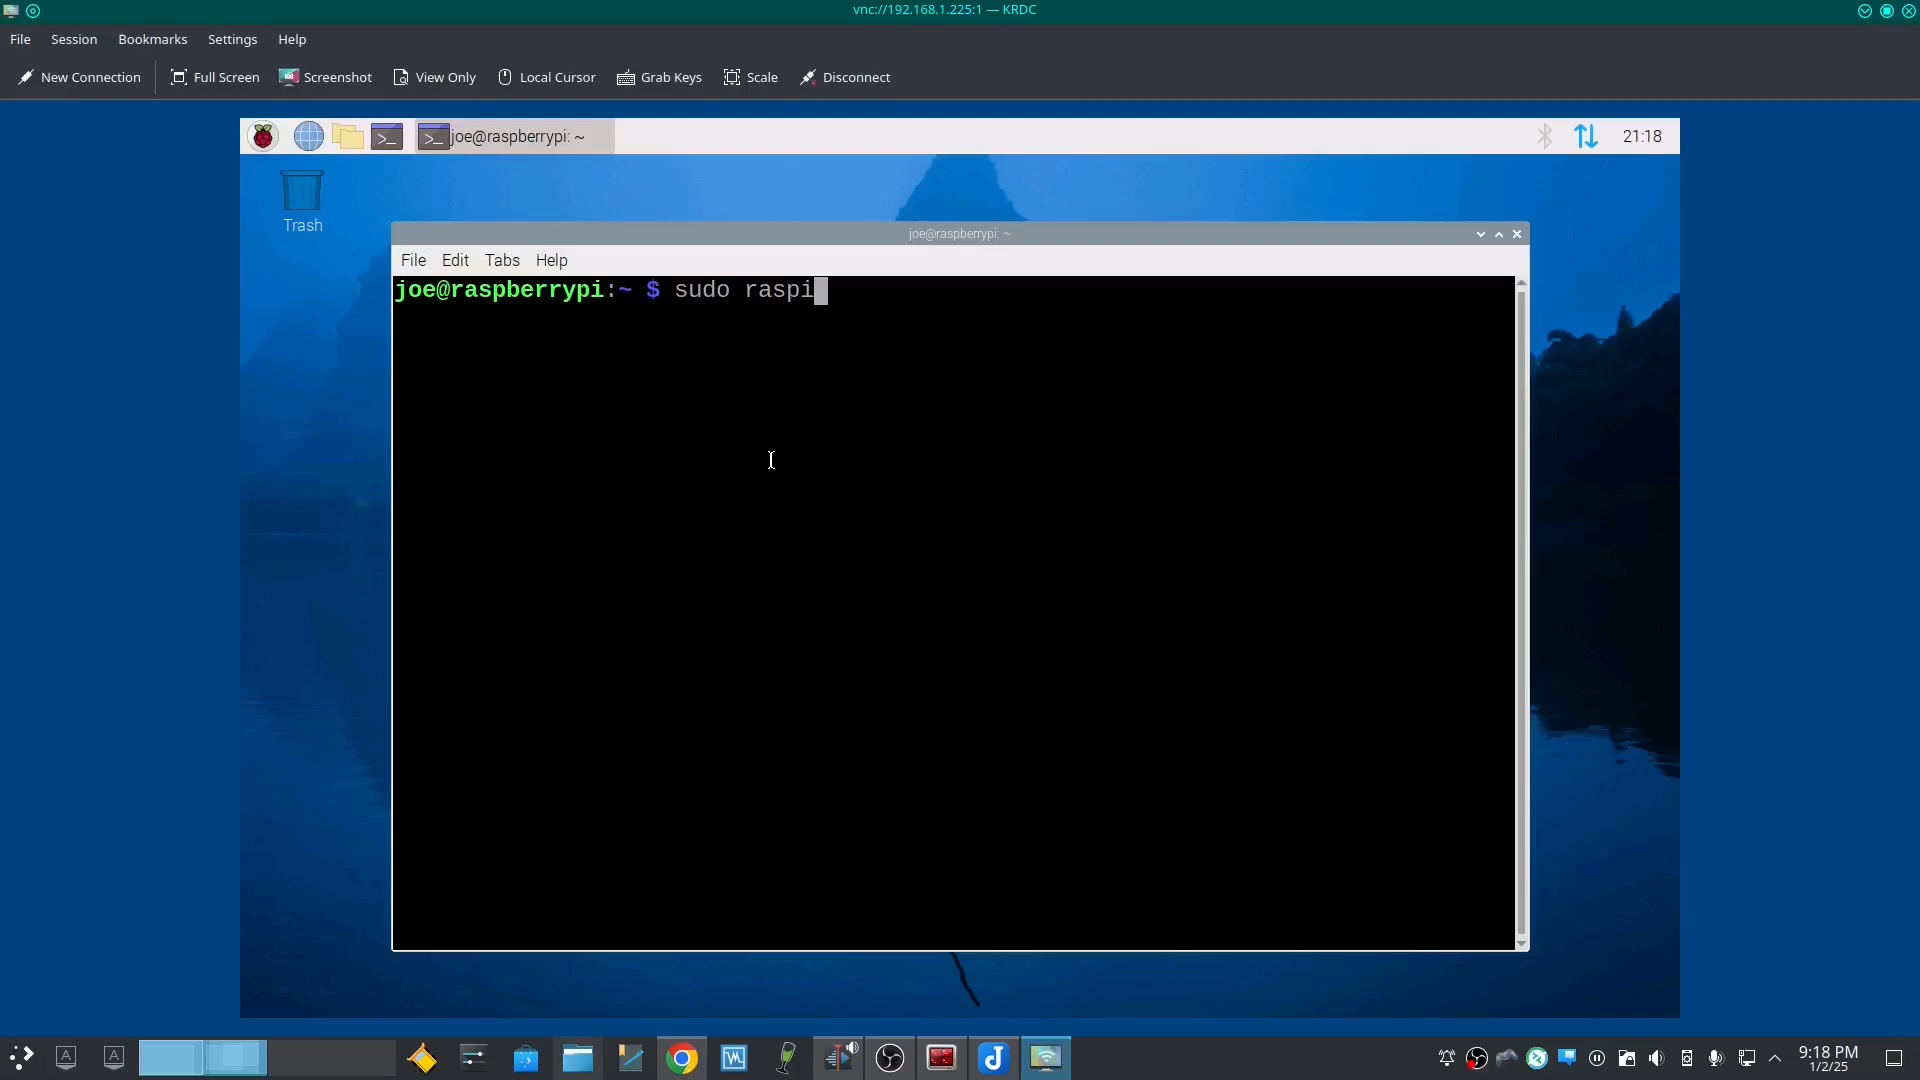 vnc://192.168.1.225:1 — KRDC
File Session Bookmarks Settings Help
New Connection Full Screen Screenshot View Only Local Cursor Grab Keys Scale Disconnect
joe@raspberrypi: ~ 21:18
Trash
joe@raspberrypi: ~
File Edit Tabs Help
joe@raspberrypi:~ $ sudo raspi
9:18 PM
1/2/25